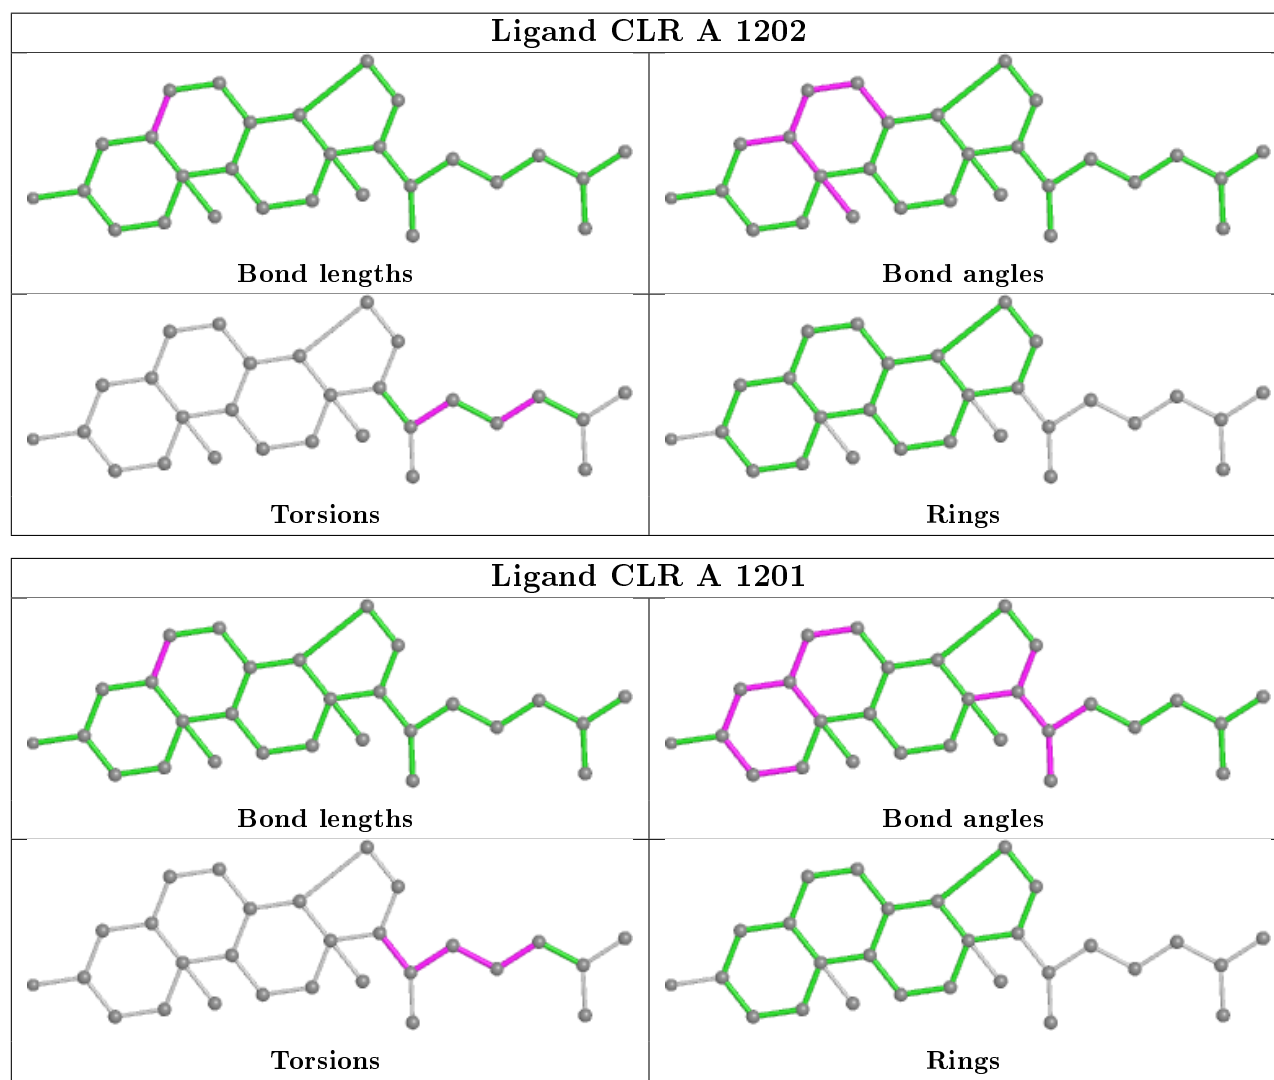 Ligand CLR A 1202
Bond lengths
Bond angles
Torsions
Rings
Ligand CLR A 1201
Bond lengths
Bond angles
Torsions
Rings